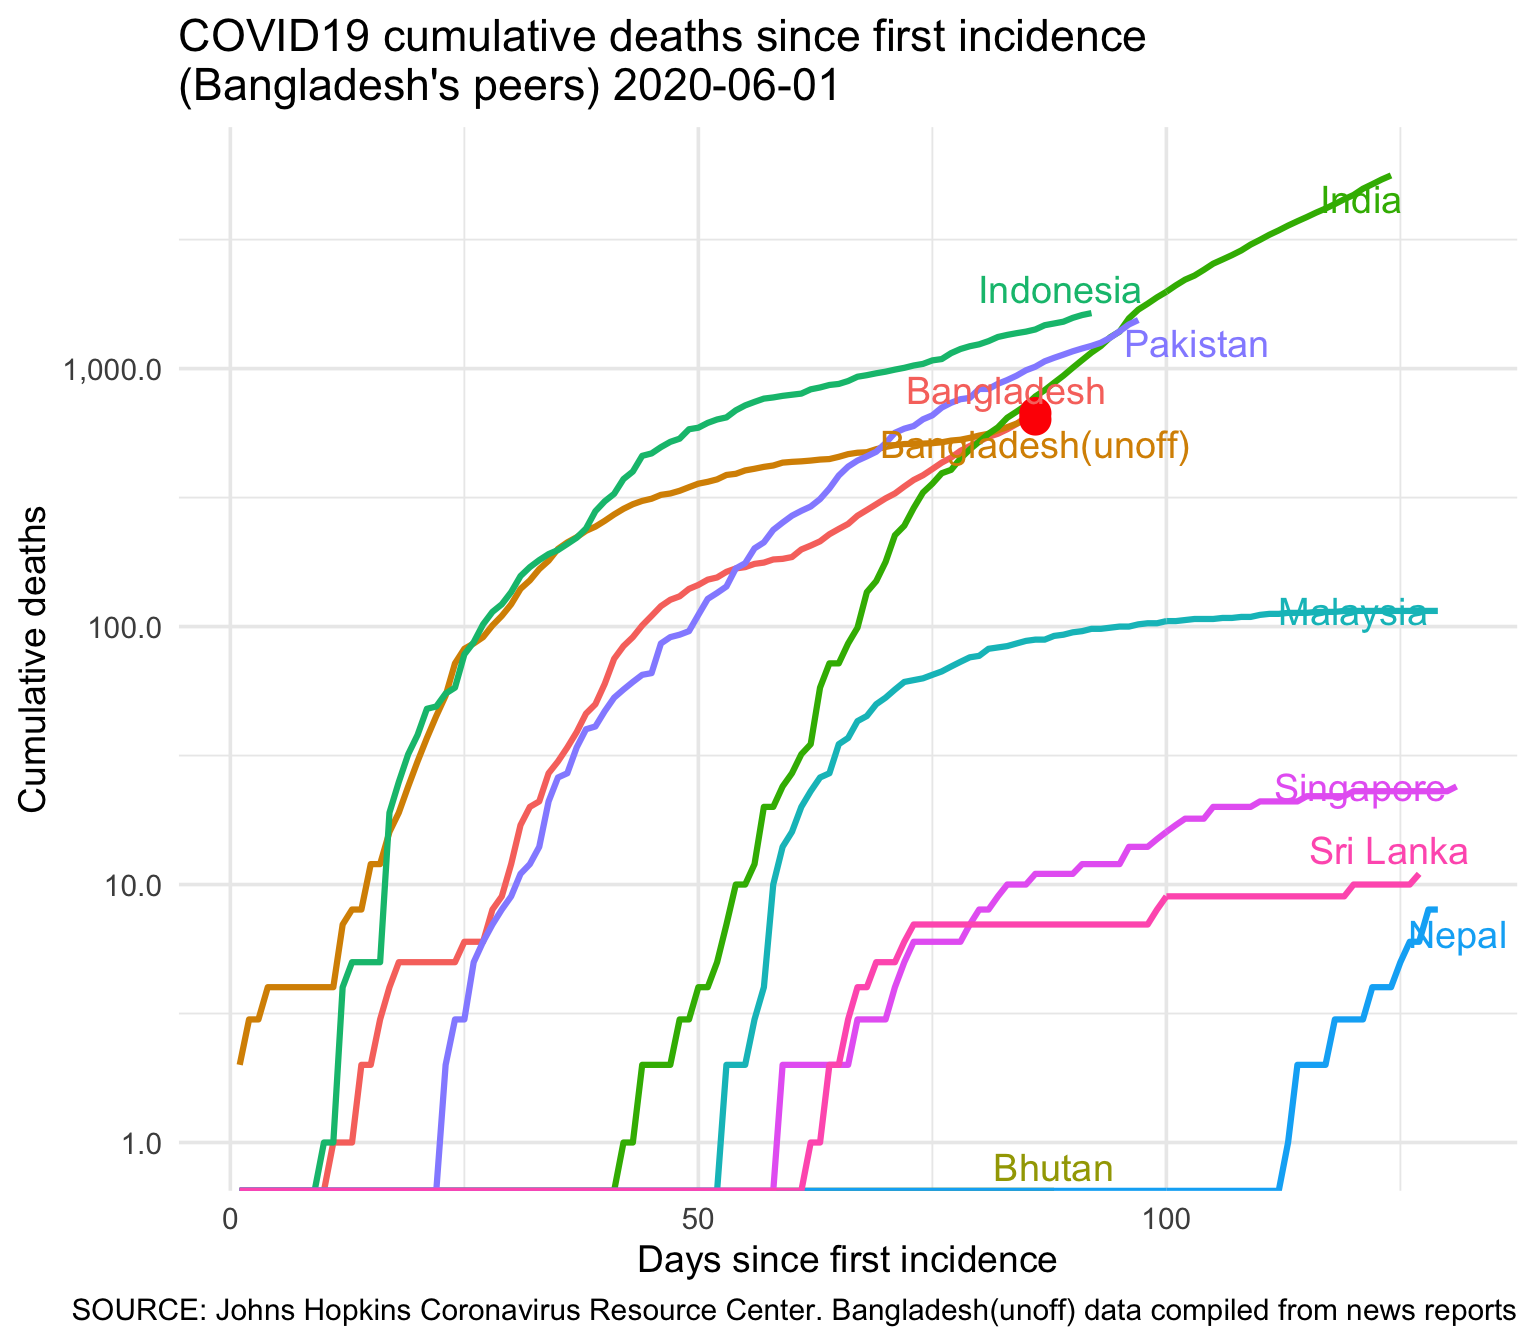 COVID19 cumulative deaths since first incidence
(Bangladesh's peers) 2020-06-01
India
Indonesia
Pakistan
1,000.0
Bangladesh
Bangladesh(unoff)
Cumulative deaths
100.0
Malaysia
Singapore
Sri Lanka
10.0
Nepal
1.0
Bhutan
0
50
100
Days since first incidence
SOURCE: Johns Hopkins Coronavirus Resource Center. Bangladesh(unoff) data compiled from news reports